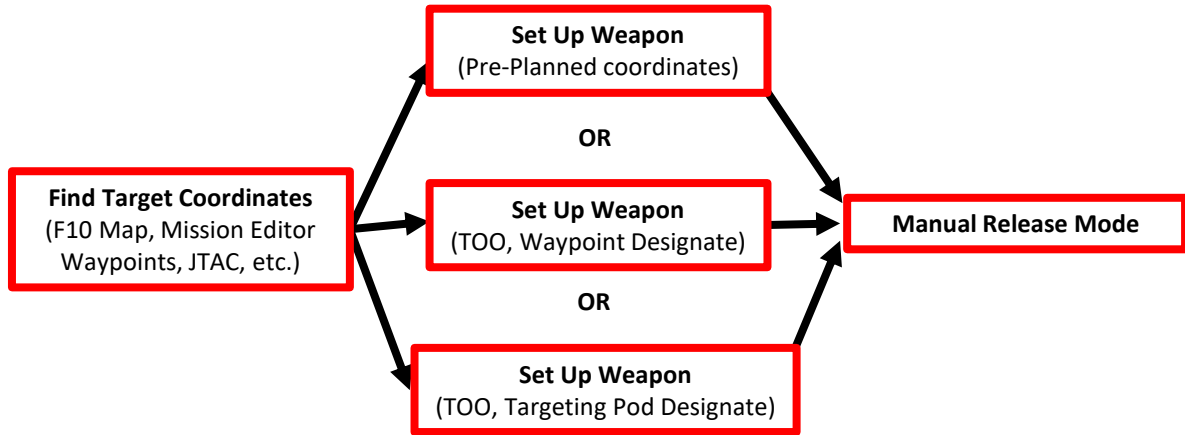 Set Up Weapon
(Pre-Planned coordinates)
OR
Find Target Coordinates
(F10 Map, Mission Editor
Waypoints, JTAC, etc.)
Set Up Weapon
(TOO, Waypoint Designate)
Manual Release Mode
OR
Set Up Weapon
(TOO, Targeting Pod Designate)